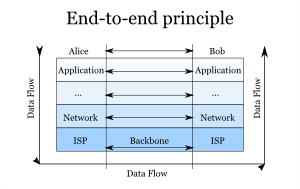 End-to-end principle
Alice Bob
Application Application
... ...
Network Network
ISP Backbone ISP
Data Flow
Data Flow
Data Flow